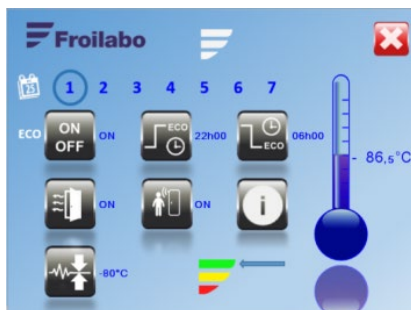 Froilabo
25
1 2 3 4 5 6 7
ECO ON OFF ON ECO 22h00 ECO 06h00
- 86,5°C
ON ON i
-80°C